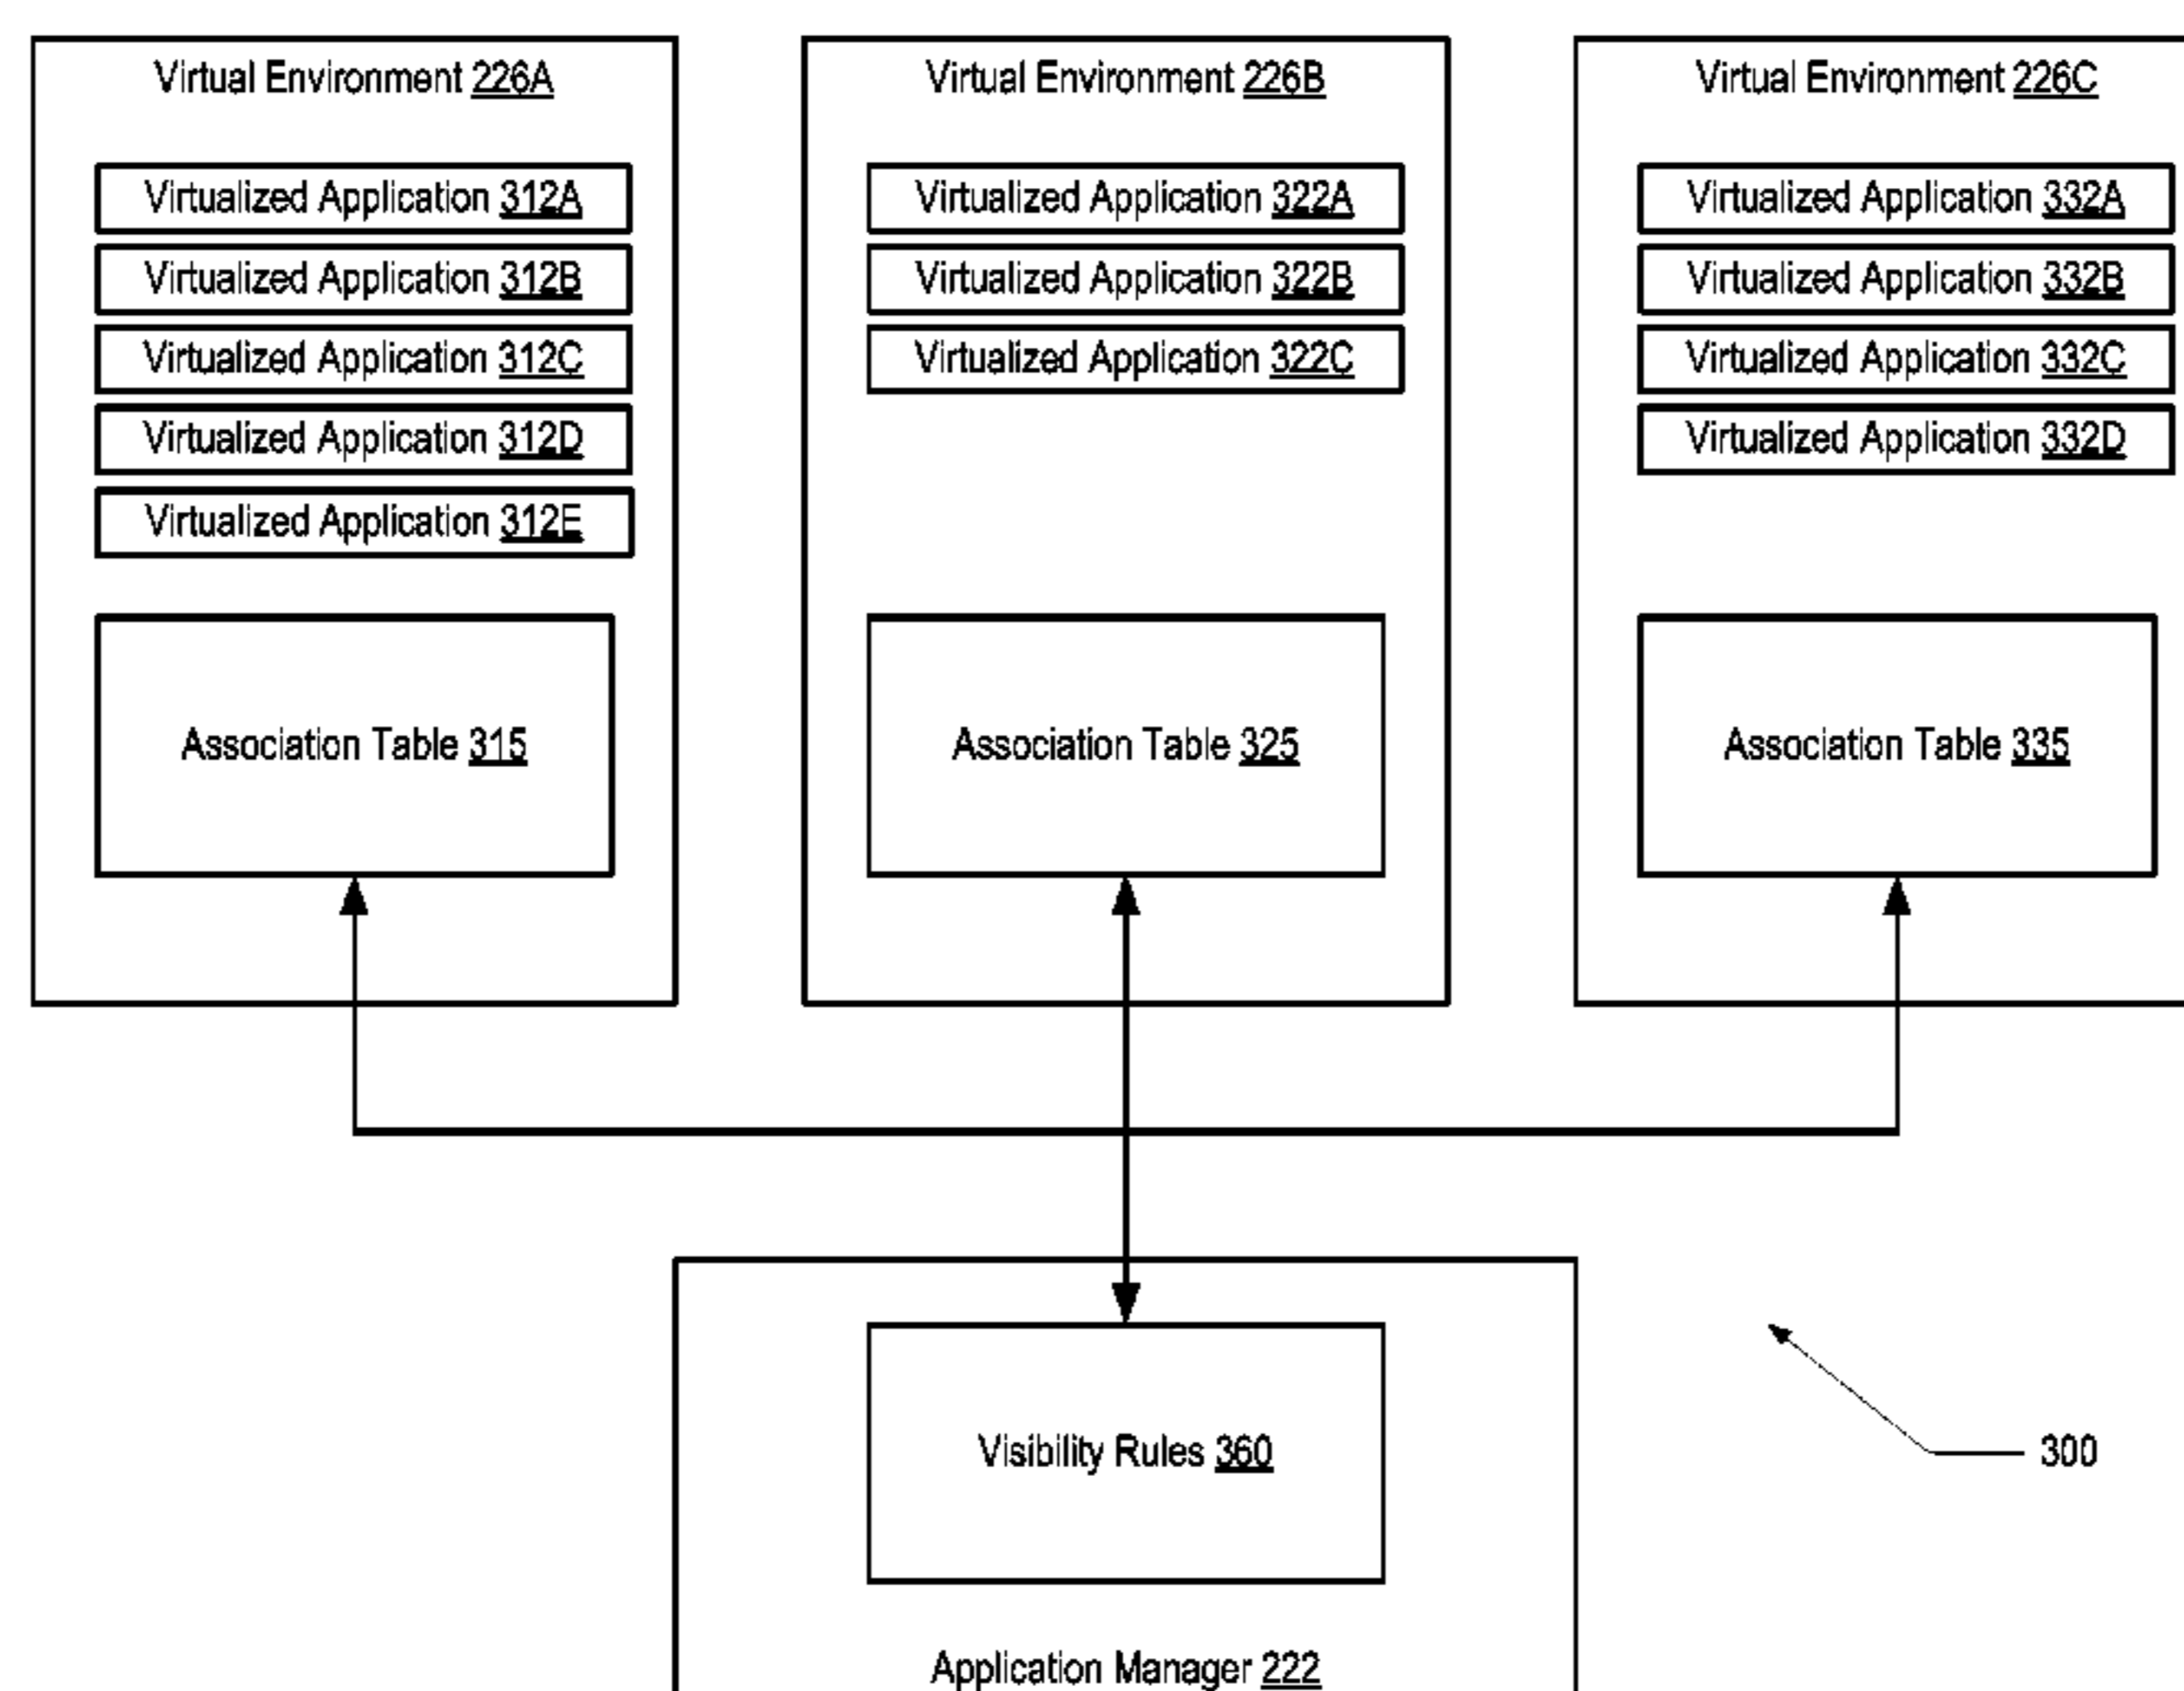 Virtual Environment 226A
Virtualized Application 312A
Virtualized Application 312B
Virtualized Application 312C
Virtualized Application 312D
Virtualized Application 312E
Association Table 315
Virtual Environment 226B
Virtualized Application 322A
Virtualized Application 322B
Virtualized Application 322C
Association Table 325
Virtual Environment 226C
Virtualized Application 332A
Virtualized Application 332B
Virtualized Application 332C
Virtualized Application 332D
Association Table 335
Visibility Rules 360
Application Manager 222
300